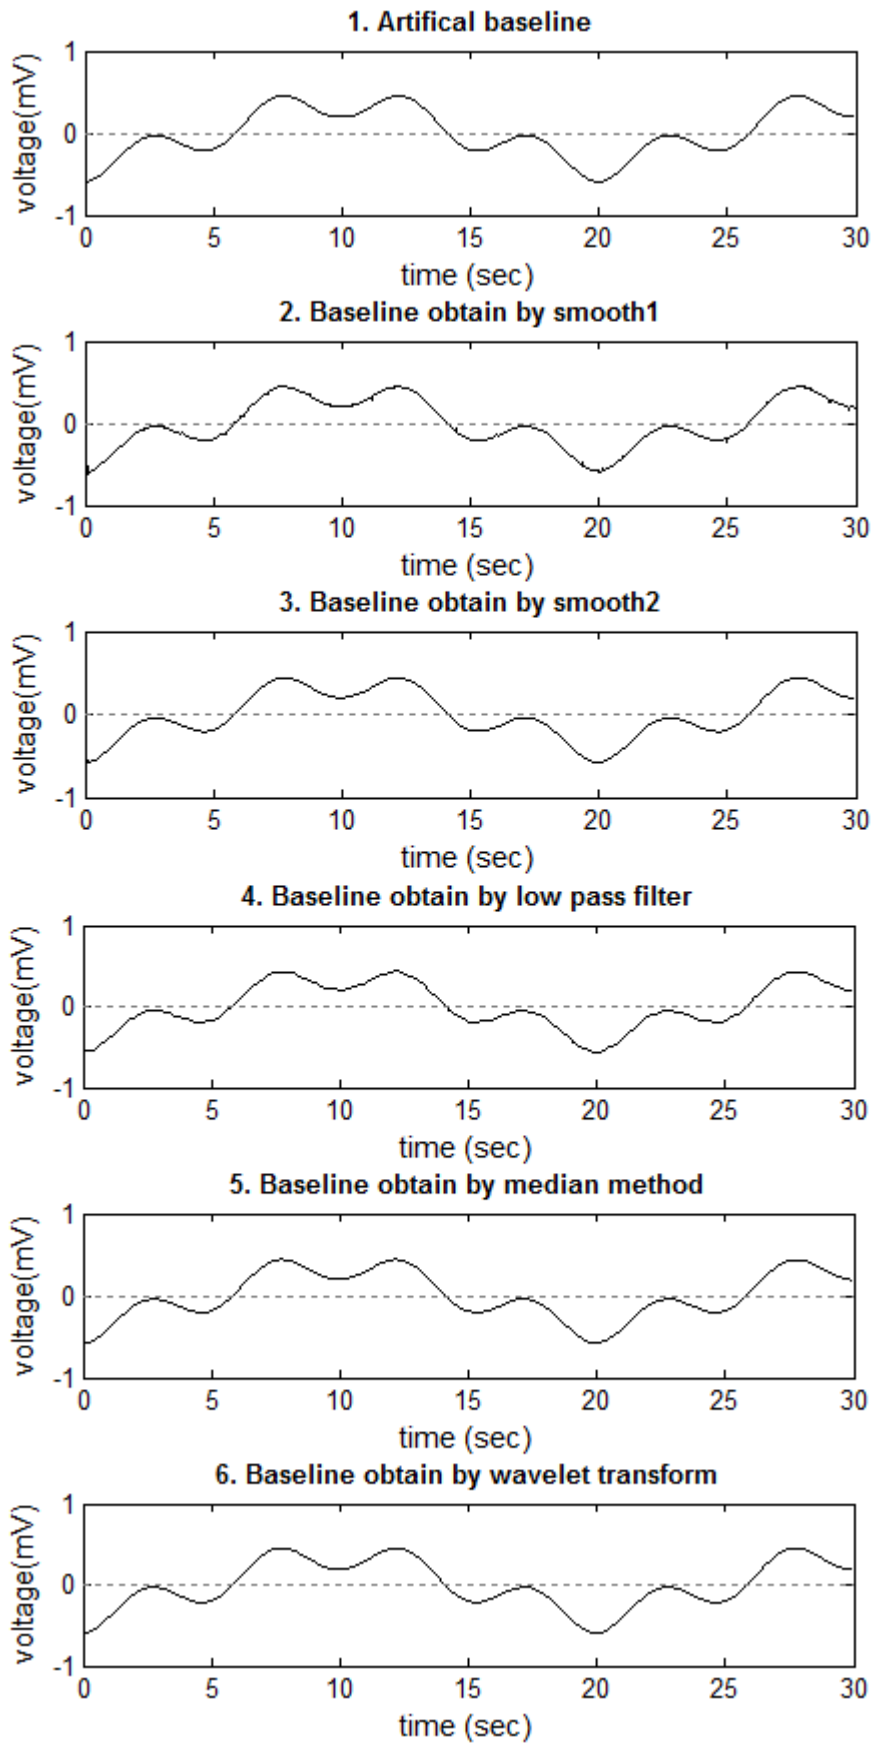 1. Artifical baseline
voltage(mV)
1
0
-1
0 5 10 15 20 25 30
time (sec)
2. Baseline obtain by smooth1
voltage(mV)
1
0
-1
0 5 10 15 20 25 30
time (sec)
3. Baseline obtain by smooth2
voltage(mV)
1
0
-1
0 5 10 15 20 25 30
time (sec)
4. Baseline obtain by low pass filter
voltage(mV)
1
0
-1
0 5 10 15 20 25 30
time (sec)
5. Baseline obtain by median method
voltage(mV)
1
0
-1
0 5 10 15 20 25 30
time (sec)
6. Baseline obtain by wavelet transform
voltage(mV)
1
0
-1
0 5 10 15 20 25 30
time (sec)